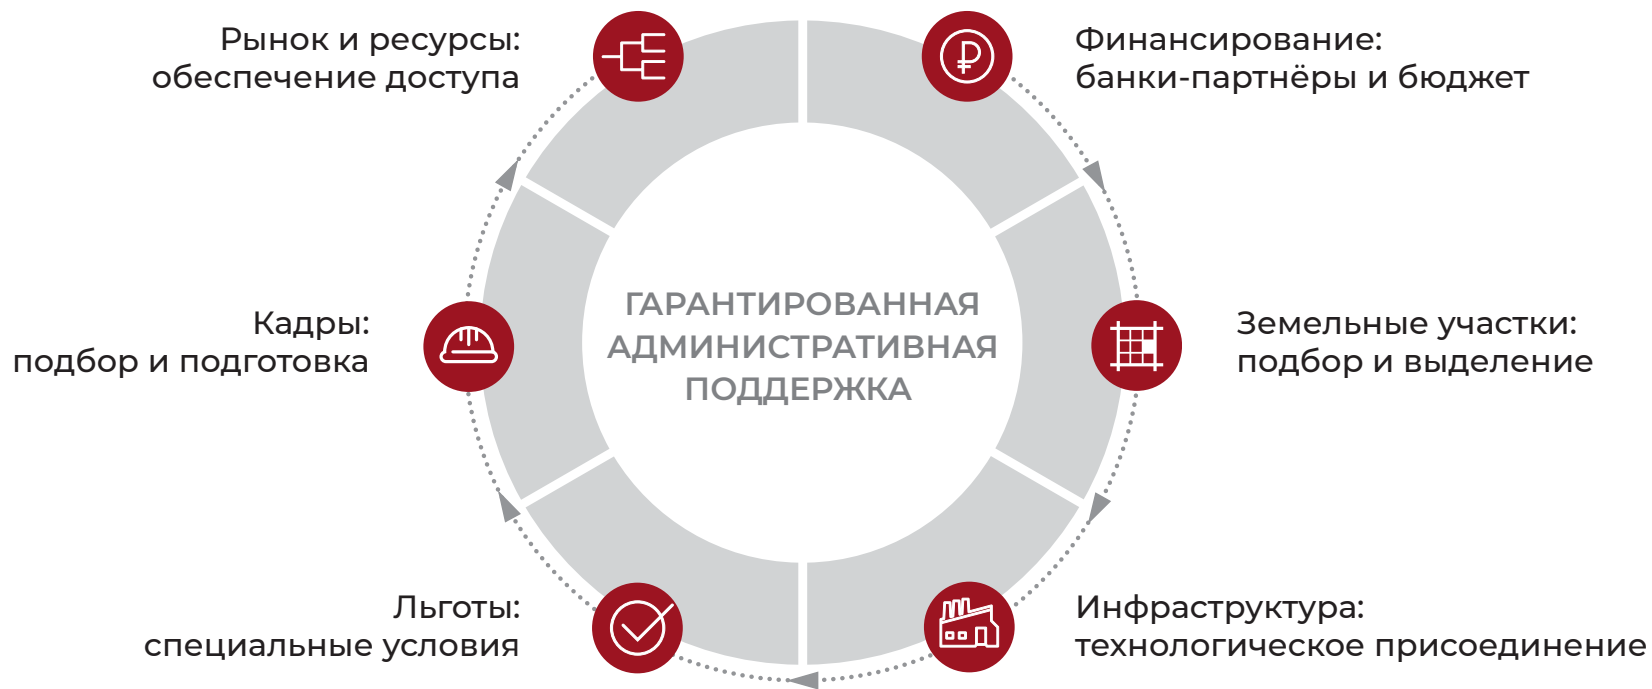 Рынок и ресурсы:
обеспечение доступа
Финансирование:
банки-партнёры и бюджет
Кадры:
подбор и подготовка
ГАРАНТИРОВАННАЯ
АДМИНИСТРАТИВНАЯ
ПОДДЕРЖКА
Земельные участки:
подбор и выделение
Льготы:
специальные условия
Инфраструктура:
технологическое присоединение